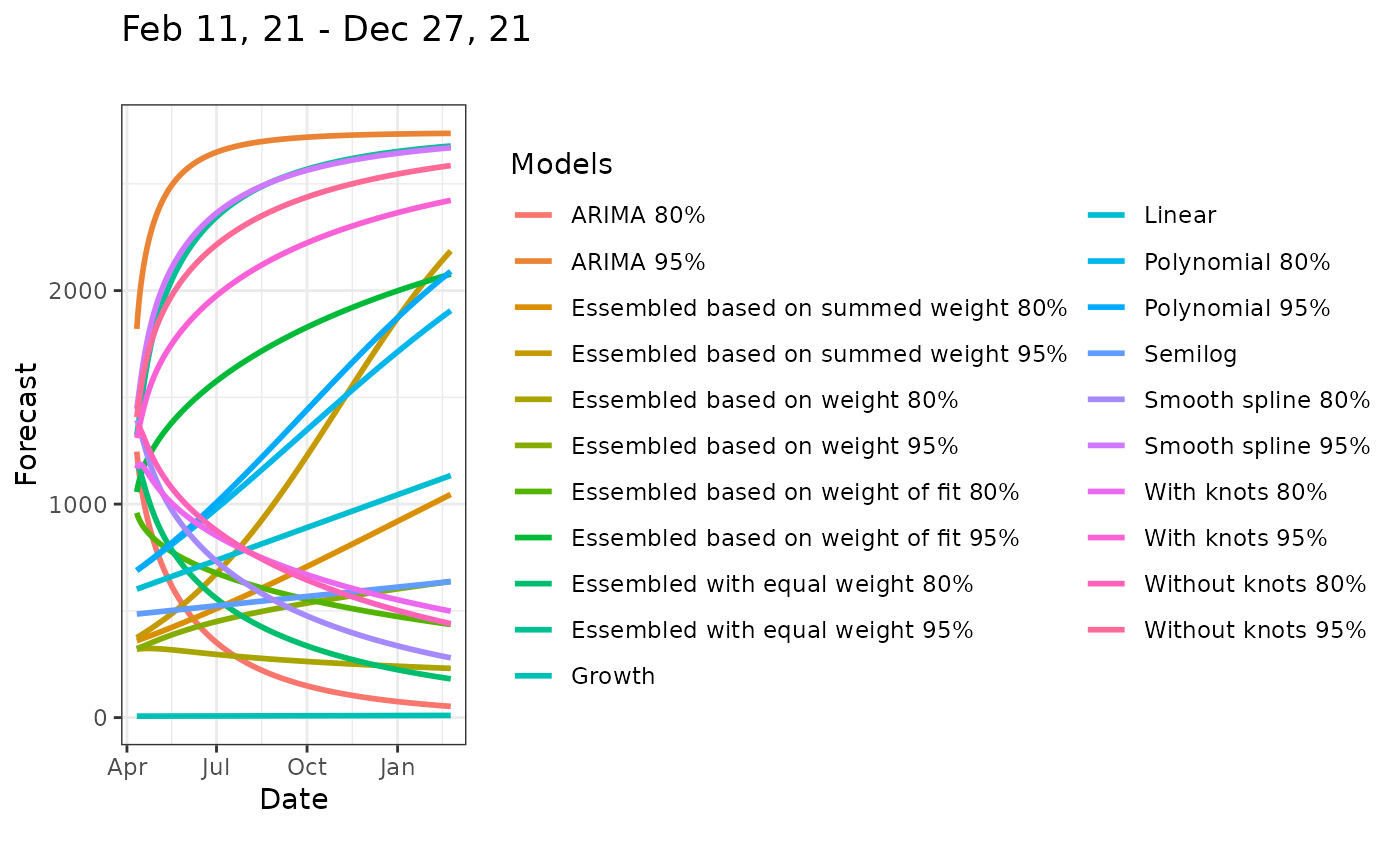 Feb 11, 21 - Dec 27, 21
Forecast
2000
1000
0
Apr
Jul
Oct
Jan
Date
Models
ARIMA 80%
ARIMA 95%
Essembled based on summed weight 80%
Essembled based on summed weight 95%
Essembled based on weight 80%
Essembled based on weight 95%
Essembled based on weight of fit 80%
Essembled based on weight of fit 95%
Essembled with equal weight 80%
Essembled with equal weight 95%
Growth
Linear
Polynomial 80%
Polynomial 95%
Semilog
Smooth spline 80%
Smooth spline 95%
With knots 80%
With knots 95%
Without knots 80%
Without knots 95%